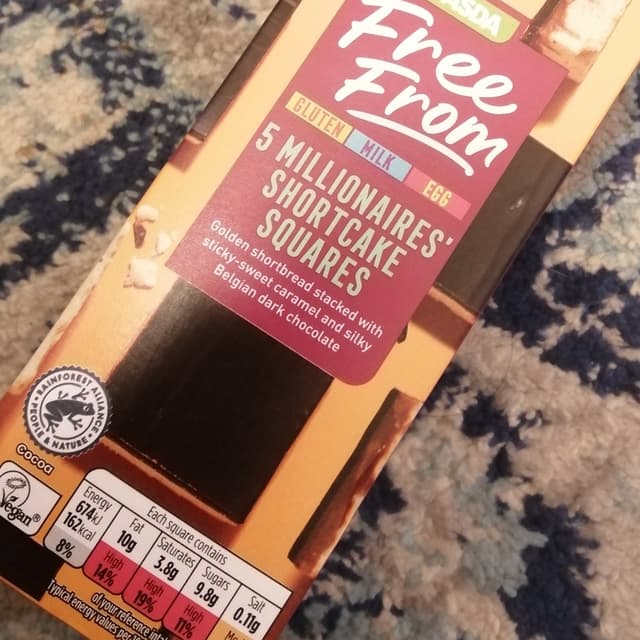 ASDA
Free
From
GLUTEN MILK EGG
5 MILLIONAIRES'
SHORTCAKE
SQUARES
Golden shortbread stacked with
sticky-sweet caramel and silky
Belgian dark chocolate
RAINFOREST ALLIANCE
PEOPLE & NATURE
cocoa
Vegan
Each square contains
Energy Fat Saturates Sugars Salt
674kJ 10g 3.8g 9.8g 0.11g
162kcal High High High
8% 14% 19% 11%
of your reference
Typical energy values per